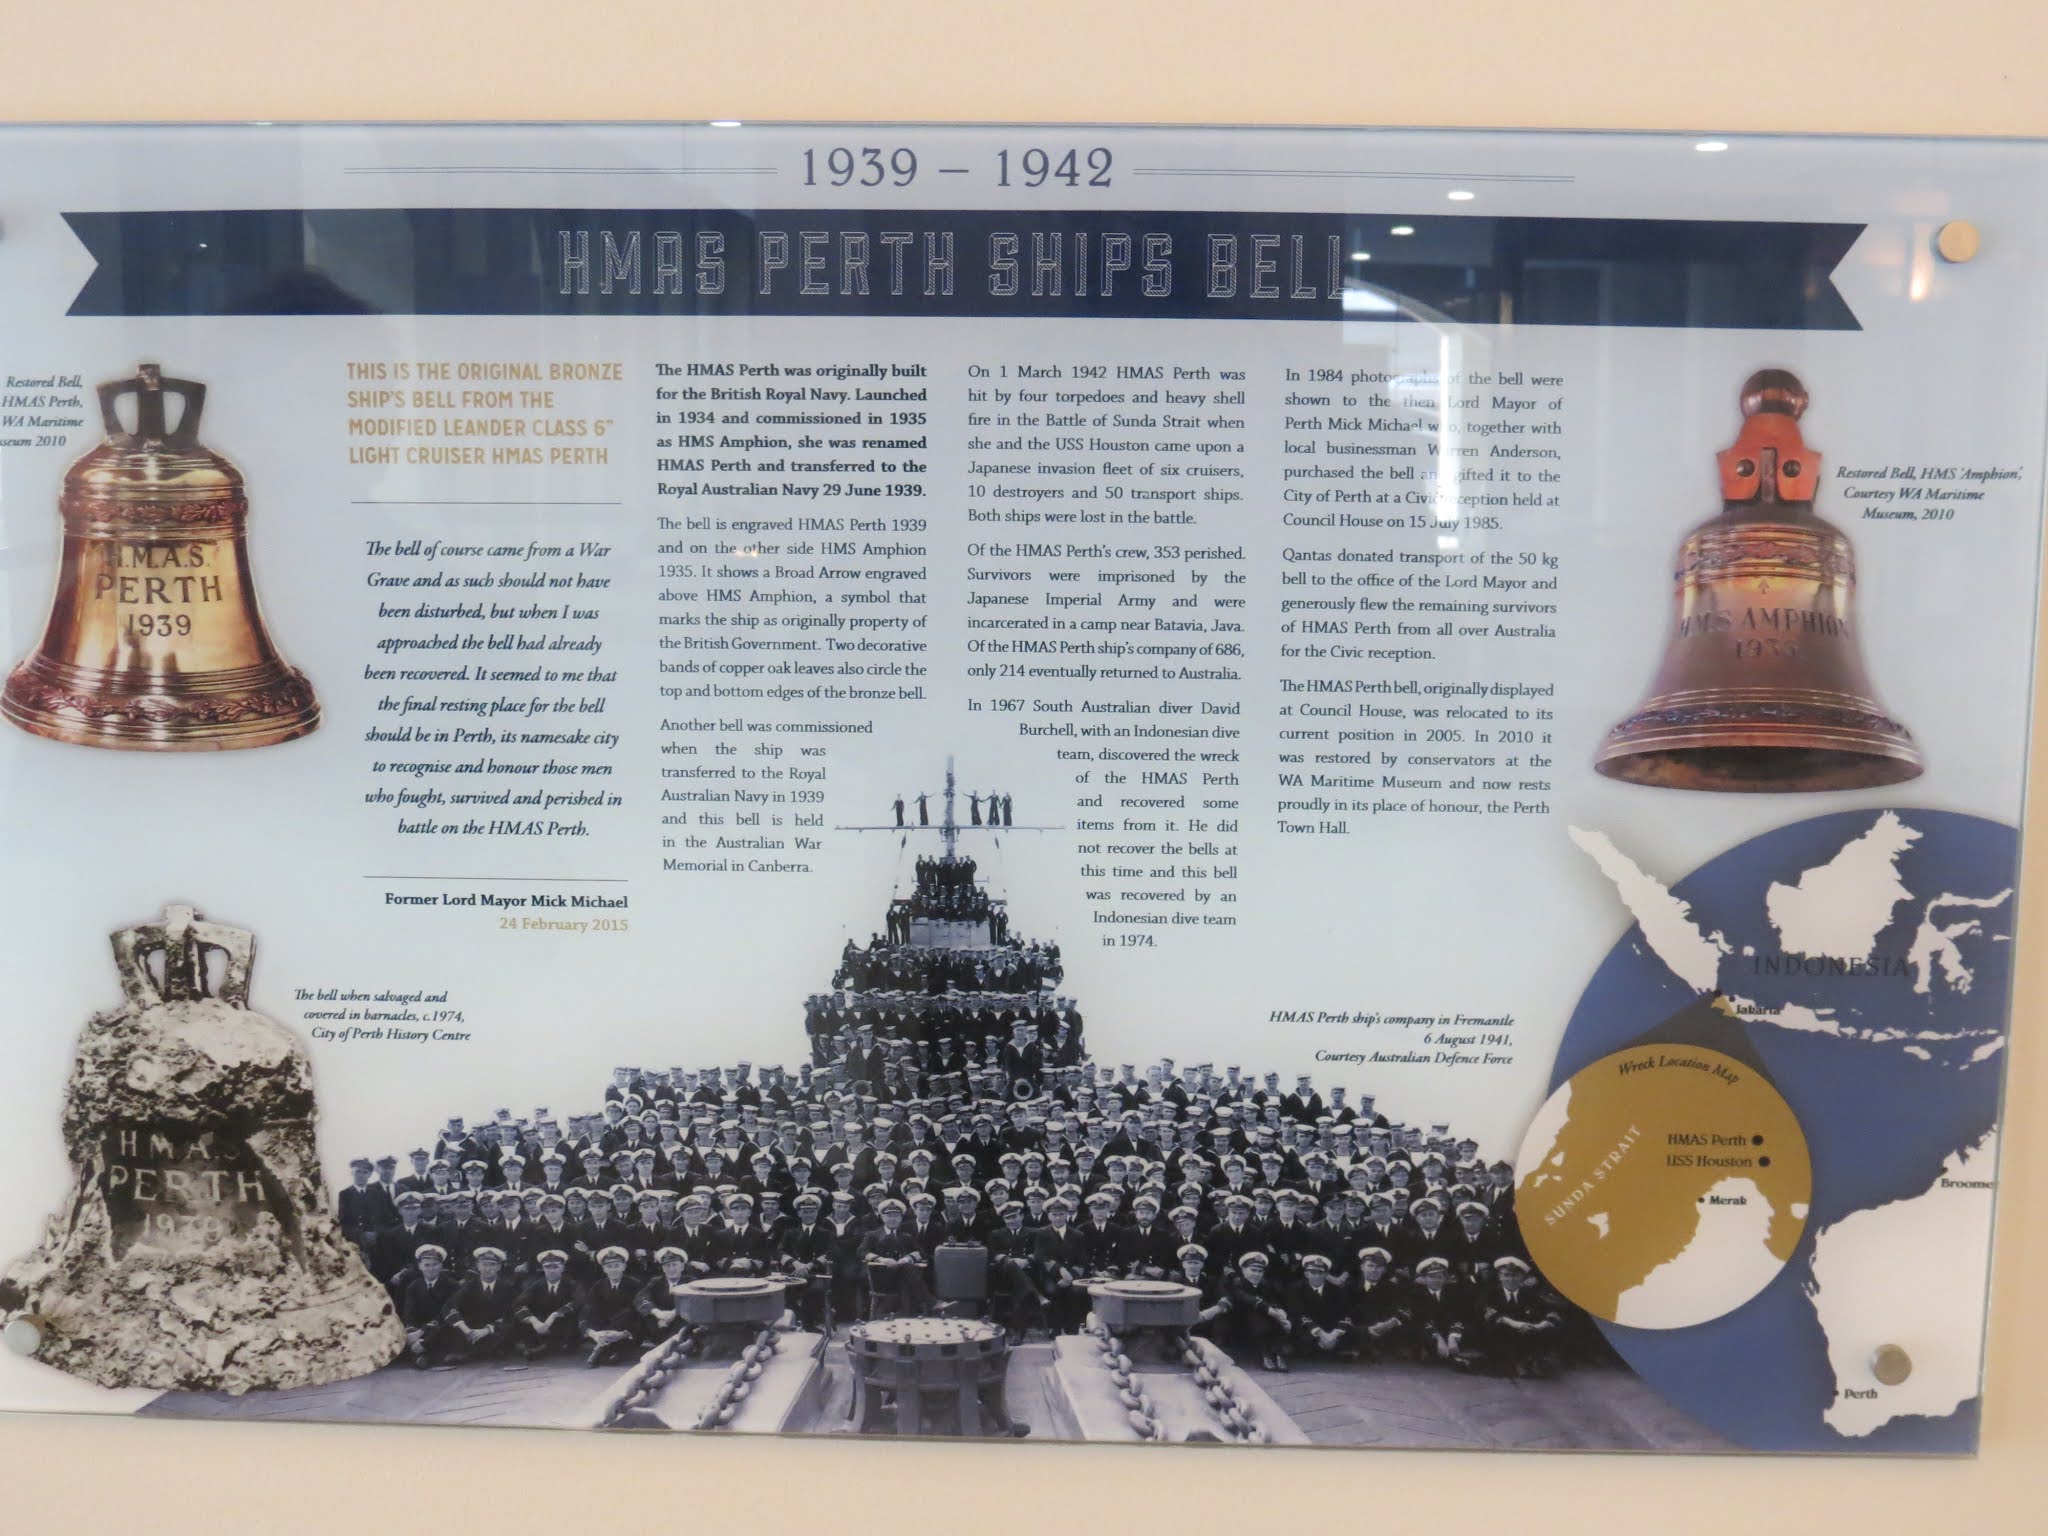 1939 – 1942
HMAS PERTH SHIPS BELL
Restored Bell,
HMAS Perth,
WA Maritime
2010
H.M.A.S.
PERTH
1939
THIS IS THE ORIGINAL BRONZE
SHIP'S BELL FROM THE
MODIFIED LEANDER CLASS 6"
LIGHT CRUISER HMAS PERTH
The bell of course came from a War
Grave and as such should not have
been disturbed, but when I was
approached the bell had already
been recovered. It seemed to me that
the final resting place for the bell
should be in Perth, its namesake city
to recognise and honour those men
who fought, survived and perished in
battle on the HMAS Perth.
Former Lord Mayor Mick Michael
24 February 2015
The bell when salvaged and
covered in barnacles, c.1974,
City of Perth History Centre
H M A.S
PERTH
1939
The HMAS Perth was originally built
for the British Royal Navy. Launched
in 1934 and commissioned in 1935
as HMS Amphion, she was renamed
HMAS Perth and transferred to the
Royal Australian Navy 29 June 1939.
The bell is engraved HMAS Perth 1939
and on the other side HMS Amphion
1935. It shows a Broad Arrow engraved
above HMS Amphion, a symbol that
marks the ship as originally property of
the British Government. Two decorative
bands of copper oak leaves also circle the
top and bottom edges of the bronze bell.
Another bell was commissioned
when the ship was
transferred to the Royal
Australian Navy in 1939
and this bell is held
in the Australian War
Memorial in Canberra.
On 1 March 1942 HMAS Perth was
hit by four torpedoes and heavy shell
fire in the Battle of Sunda Strait when
she and the USS Houston came upon a
Japanese invasion fleet of six cruisers,
10 destroyers and 50 transport ships.
Both ships were lost in the battle.
Of the HMAS Perth's crew, 353 perished.
Survivors were imprisoned by the
Japanese Imperial Army and were
incarcerated in a camp near Batavia, Java.
Of the HMAS Perth ship's company of 686,
only 214 eventually returned to Australia.
In 1967 South Australian diver David
Burchell, with an Indonesian dive
team, discovered the wreck
of the HMAS Perth
and recovered some
items from it. He did
not recover the bells at
this time and this bell
was recovered by an
Indonesian dive team
in 1974.
In 1984 photographs of the bell were
shown to the then Lord Mayor of
Perth Mick Michael who, together with
local businessman Warren Anderson,
purchased the bell and gifted it to the
City of Perth at a Civic reception held at
Council House on 15 July 1985.
Qantas donated transport of the 50 kg
bell to the office of the Lord Mayor and
generously flew the remaining survivors
of HMAS Perth from all over Australia
for the Civic reception.
The HMAS Perth bell, originally displayed
at Council House, was relocated to its
current position in 2005. In 2010 it
was restored by conservators at the
WA Maritime Museum and now rests
proudly in its place of honour, the Perth
Town Hall.
HMAS Perth ship's company in Fremantle
6 August 1941,
Courtesy Australian Defence Force
Restored Bell, HMS 'Amphion',
Courtesy WA Maritime
Museum, 2010
H.M.S AMPHION
1935
INDONESIA
Jakarta
Wreck Location Map
HMAS Perth
USS Houston
SUNDA STRAIT
Merak
Broome
Perth